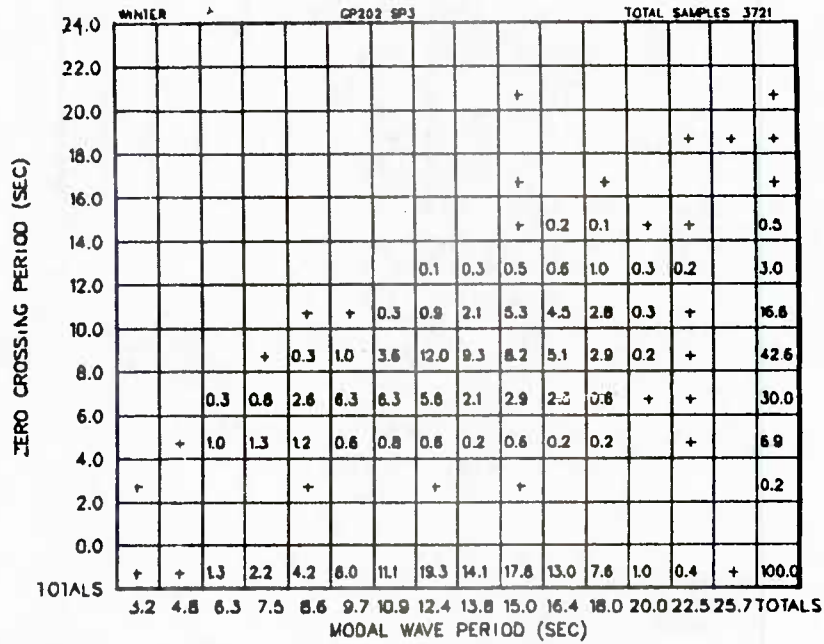 WINTER GP202 SP3 TOTAL SAMPLES 3721
24.0
22.0
+ +
20.0
+ + +
18.0
+ + +
16.0
+ 0.2 0.1 + + 0.5
14.0
0.1 0.3 0.5 0.6 1.0 0.3 0.2 3.0
12.0
+ + 0.3 0.9 2.1 5.3 4.5 2.8 0.3 + 16.6
10.0
+ 0.3 1.0 3.6 12.0 9.3 8.2 5.1 2.9 0.2 + 42.6
8.0
0.3 0.8 2.6 6.3 6.3 5.6 2.1 2.9 0.6 + + 30.0
6.0
+ 1.0 1.3 1.2 0.6 0.8 0.6 0.2 0.6 0.2 0.2 + 6.9
4.0
+ + + + 0.2
2.0
0.0
+ + 1.3 2.2 4.2 8.0 11.1 19.3 14.1 17.6 13.0 7.6 1.0 0.4 + 100.0
TOTALS
3.2 4.8 6.3 7.5 8.6 9.7 10.9 12.4 13.8 15.0 16.4 18.0 20.0 22.5 25.7 TOTALS
MODAL WAVE PERIOD (SEC)
ZERO CROSSING PERIOD (SEC)